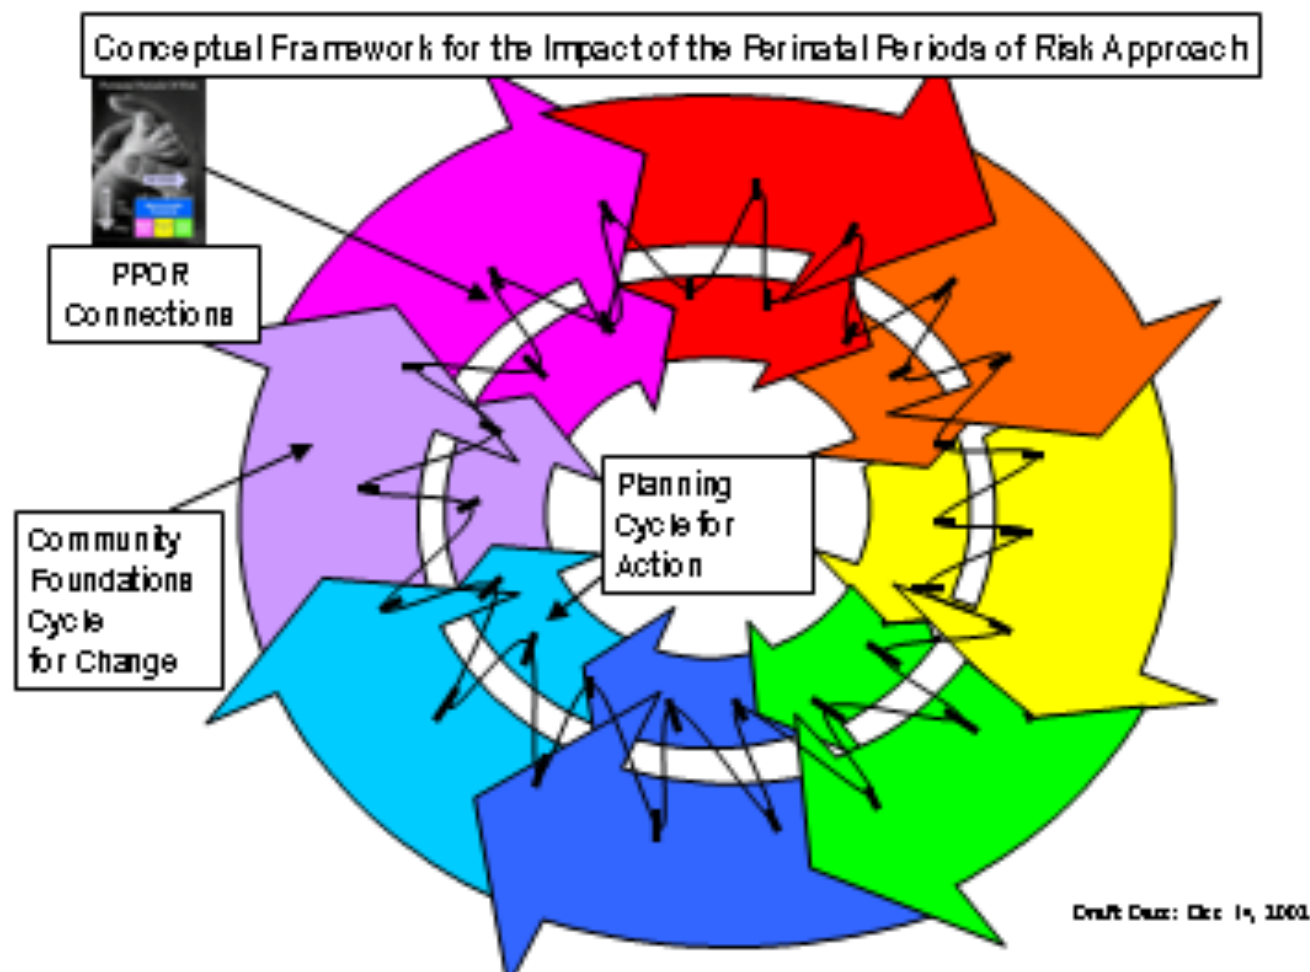 Conceptual Framework for the Impact of the Perinatal Periods of Risk Approach
PPOR
Connections
Planning
Cycle for
Action
Community
Foundations
Cycle
for Change
Draft